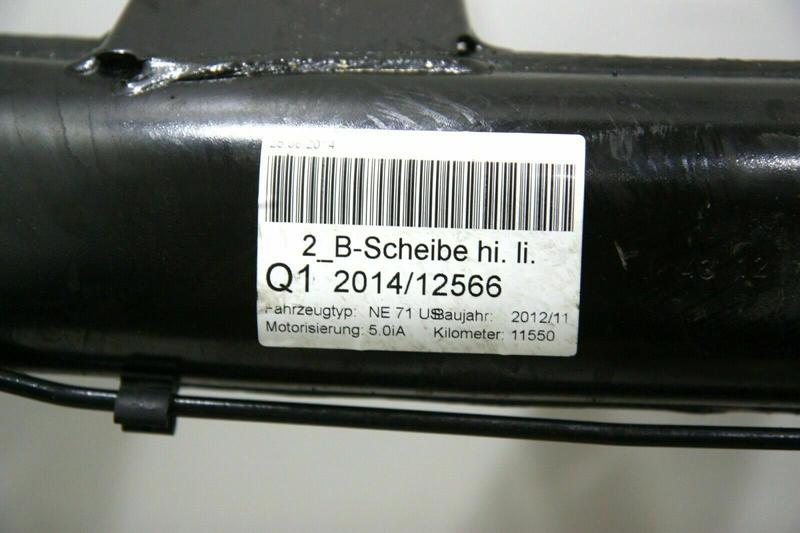 2_B-Scheibe hi. li.
Q1 2014/12566
Fahrzeugtyp: NE 71 US Baujahr: 2012/11
Motorisierung: 5.0iA Kilometer: 11550